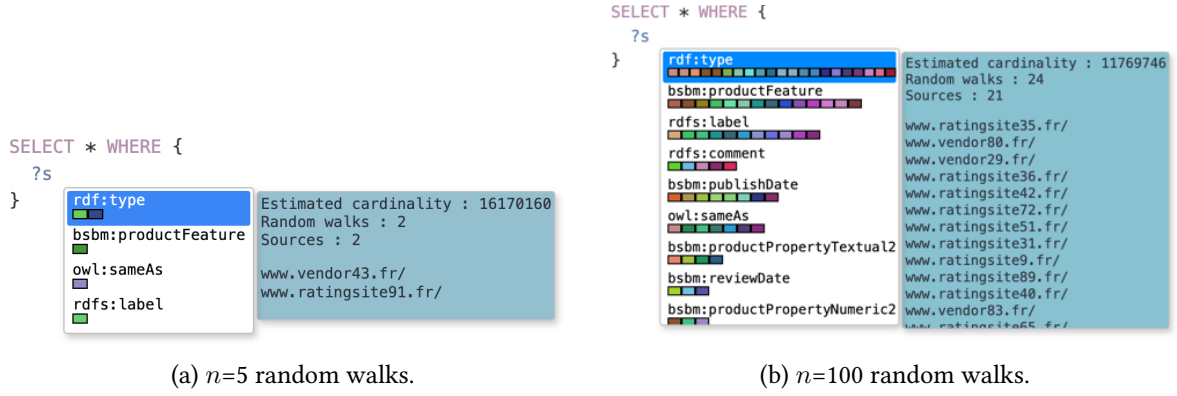 SELECT * WHERE {
?s
}
rdf:type
bsbm:productFeature
owl:sameAs
rdfs:label
Estimated cardinality : 16170160
Random walks : 2
Sources : 2
www.vendor43.fr/
www.ratingsite91.fr/
(a) n=5 random walks.
SELECT * WHERE {
?s
}
rdf:type
bsbm:productFeature
rdfs:label
rdfs:comment
bsbm:publishDate
owl:sameAs
bsbm:productPropertyTextual2
bsbm:reviewDate
bsbm:productPropertyNumeric2
Estimated cardinality : 11769746
Random walks : 24
Sources : 21
www.ratingsite35.fr/
www.vendor80.fr/
www.vendor29.fr/
www.ratingsite36.fr/
www.ratingsite42.fr/
www.ratingsite72.fr/
www.ratingsite51.fr/
www.ratingsite31.fr/
www.ratingsite9.fr/
www.ratingsite89.fr/
www.ratingsite40.fr/
www.vendor83.fr/
www.ratingsite65.fr/
(b) n=100 random walks.